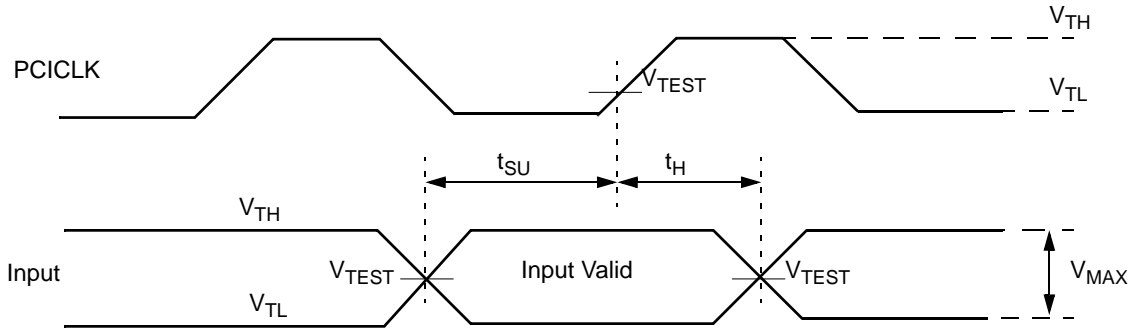 V_TH
PCICLK
V_TEST
V_TL
t_SU
t_H
V_TH
Input
V_TEST
Input Valid
V_TEST
V_MAX
V_TL